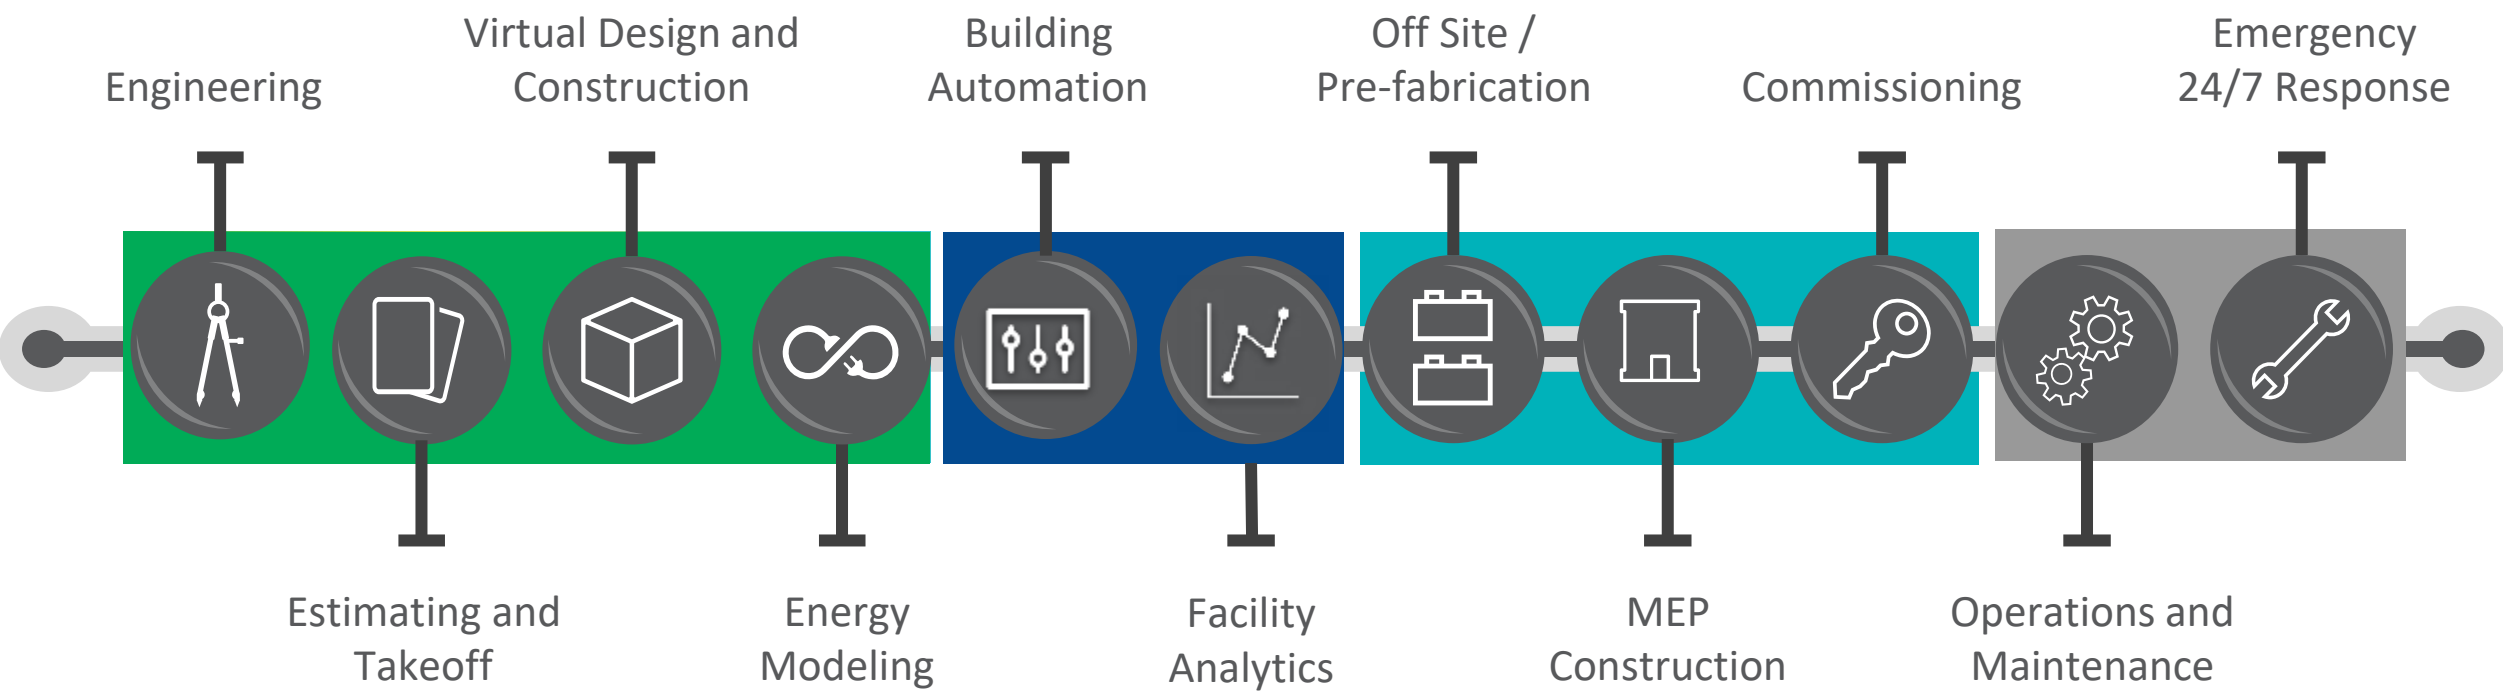 Engineering
Virtual Design and
Construction
Building
Automation
Off Site /
Pre-fabrication
Commissioning
Emergency
24/7 Response
Estimating and
Takeoff
Energy
Modeling
Facility
Analytics
MEP
Construction
Operations and
Maintenance